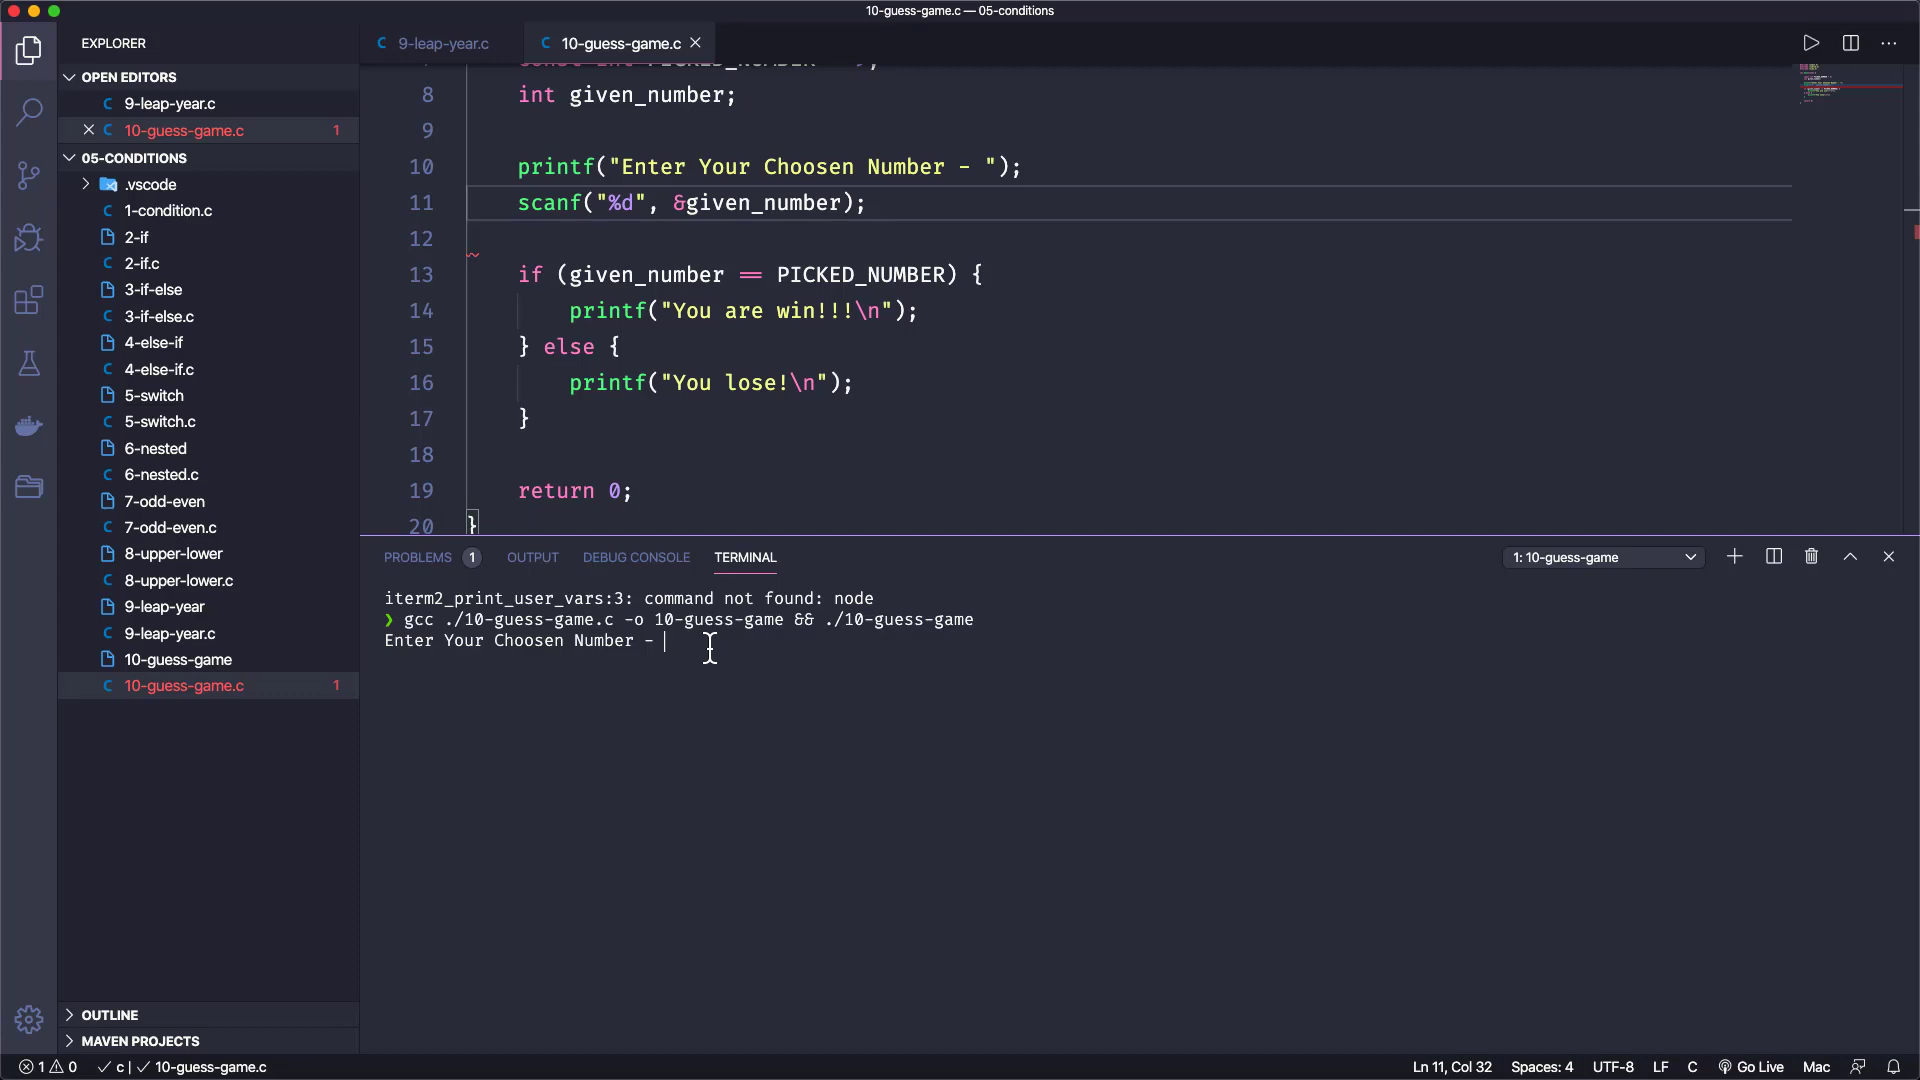 10-guess-game.c — 05-conditions
EXPLORER
OPEN EDITORS
9-leap-year.c
10-guess-game.c 1
05-CONDITIONS
.vscode
1-condition.c
2-if
2-if.c
3-if-else
3-if-else.c
4-else-if
4-else-if.c
5-switch
5-switch.c
6-nested
6-nested.c
7-odd-even
7-odd-even.c
8-upper-lower
8-upper-lower.c
9-leap-year
9-leap-year.c
10-guess-game
10-guess-game.c 1
OUTLINE
MAVEN PROJECTS
9-leap-year.c
10-guess-game.c
8 int given_number;
9
10 printf("Enter Your Choosen Number - ");
11 scanf("%d", &given_number);
12
13 if (given_number == PICKED_NUMBER) {
14 printf("You are win!!!\n");
15 } else {
16 printf("You lose!\n");
17 }
18
19 return 0;
20 }
PROBLEMS 1 OUTPUT DEBUG CONSOLE TERMINAL 1: 10-guess-game
iterm2_print_user_vars:3: command not found: node
❯ gcc ./10-guess-game.c -o 10-guess-game && ./10-guess-game
Enter Your Choosen Number -
1 0 ✓ c | ✓ 10-guess-game.c Ln 11, Col 32 Spaces: 4 UTF-8 LF C Go Live Mac